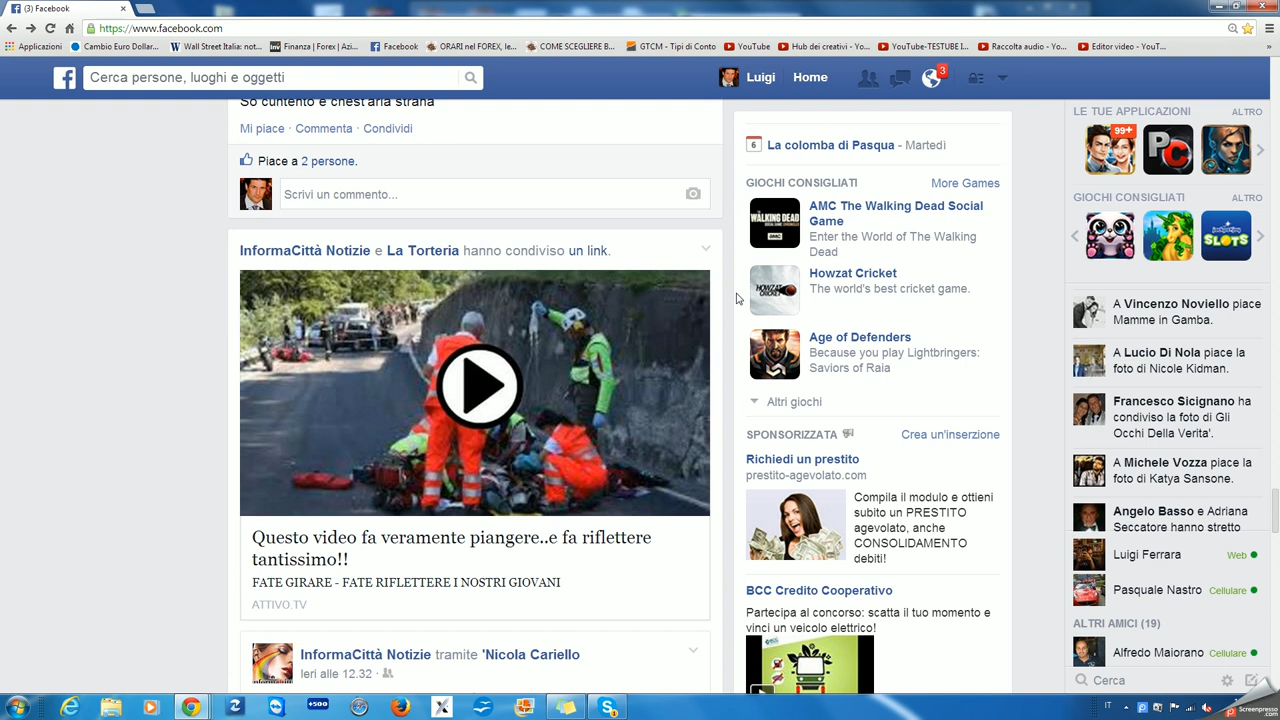 (3) Facebook
https://www.facebook.com
Applicazioni
Cambio Euro Dollar...
Wall Street Italia: not...
Finanza | Forex | Azi...
Facebook
ORARI nel FOREX, le...
COME SCEGLIERE B...
GTCM - Tipi di Conto
YouTube
Hub dei creativi - Yo...
YouTube-TESTUBE I...
Raccolta audio - Yo...
Editor video - YouT...
Cerca persone, luoghi e oggetti
Luigi
Home
3
So cuntento e chest'aria strana
Mi piace · Commenta · Condividi
Piace a 2 persone.
Scrivi un commento...
InformaCittà Notizie e La Torteria hanno condiviso un link.
Questo video fa veramente piangere..e fa riflettere
tantissimo!!
FATE GIRARE - FATE RIFLETTERE I NOSTRI GIOVANI
ATTIVO.TV
InformaCittà Notizie tramite 'Nicola Cariello
Ieri alle 12.32
6
La colomba di Pasqua - Martedì
GIOCHI CONSIGLIATI
More Games
THE WALKING DEAD
AMC
AMC The Walking Dead Social
Game
Enter the World of The Walking
Dead
HOWZAT CRICKET
Howzat Cricket
The world's best cricket game.
Age of Defenders
Because you play Lightbringers:
Saviors of Raia
Altri giochi
SPONSORIZZATA
Crea un'inserzione
Richiedi un prestito
prestito-agevolato.com
Compila il modulo e ottieni
subito un PRESTITO
agevolato, anche
CONSOLIDAMENTO
debiti!
BCC Credito Cooperativo
Partecipa al concorso: scatta il tuo momento e
vinci un veicolo elettrico!
LE TUE APPLICAZIONI
ALTRO
99+
PC
GIOCHI CONSIGLIATI
ALTRO
SLOTS
A Vincenzo Noviello piace
Mamme in Gamba.
A Lucio Di Nola piace la
foto di Nicole Kidman.
Francesco Sicignano ha
condiviso la foto di Gli
Occhi Della Verita'.
A Michele Vozza piace la
foto di Katya Sansone.
Angelo Basso e Adriana
Seccatore hanno stretto
Luigi Ferrara
Web
Pasquale Nastro
Cellulare
ALTRI AMICI (19)
Alfredo Maiorano
Cellulare
Cerca
+500
IT
Screenpresso
.com